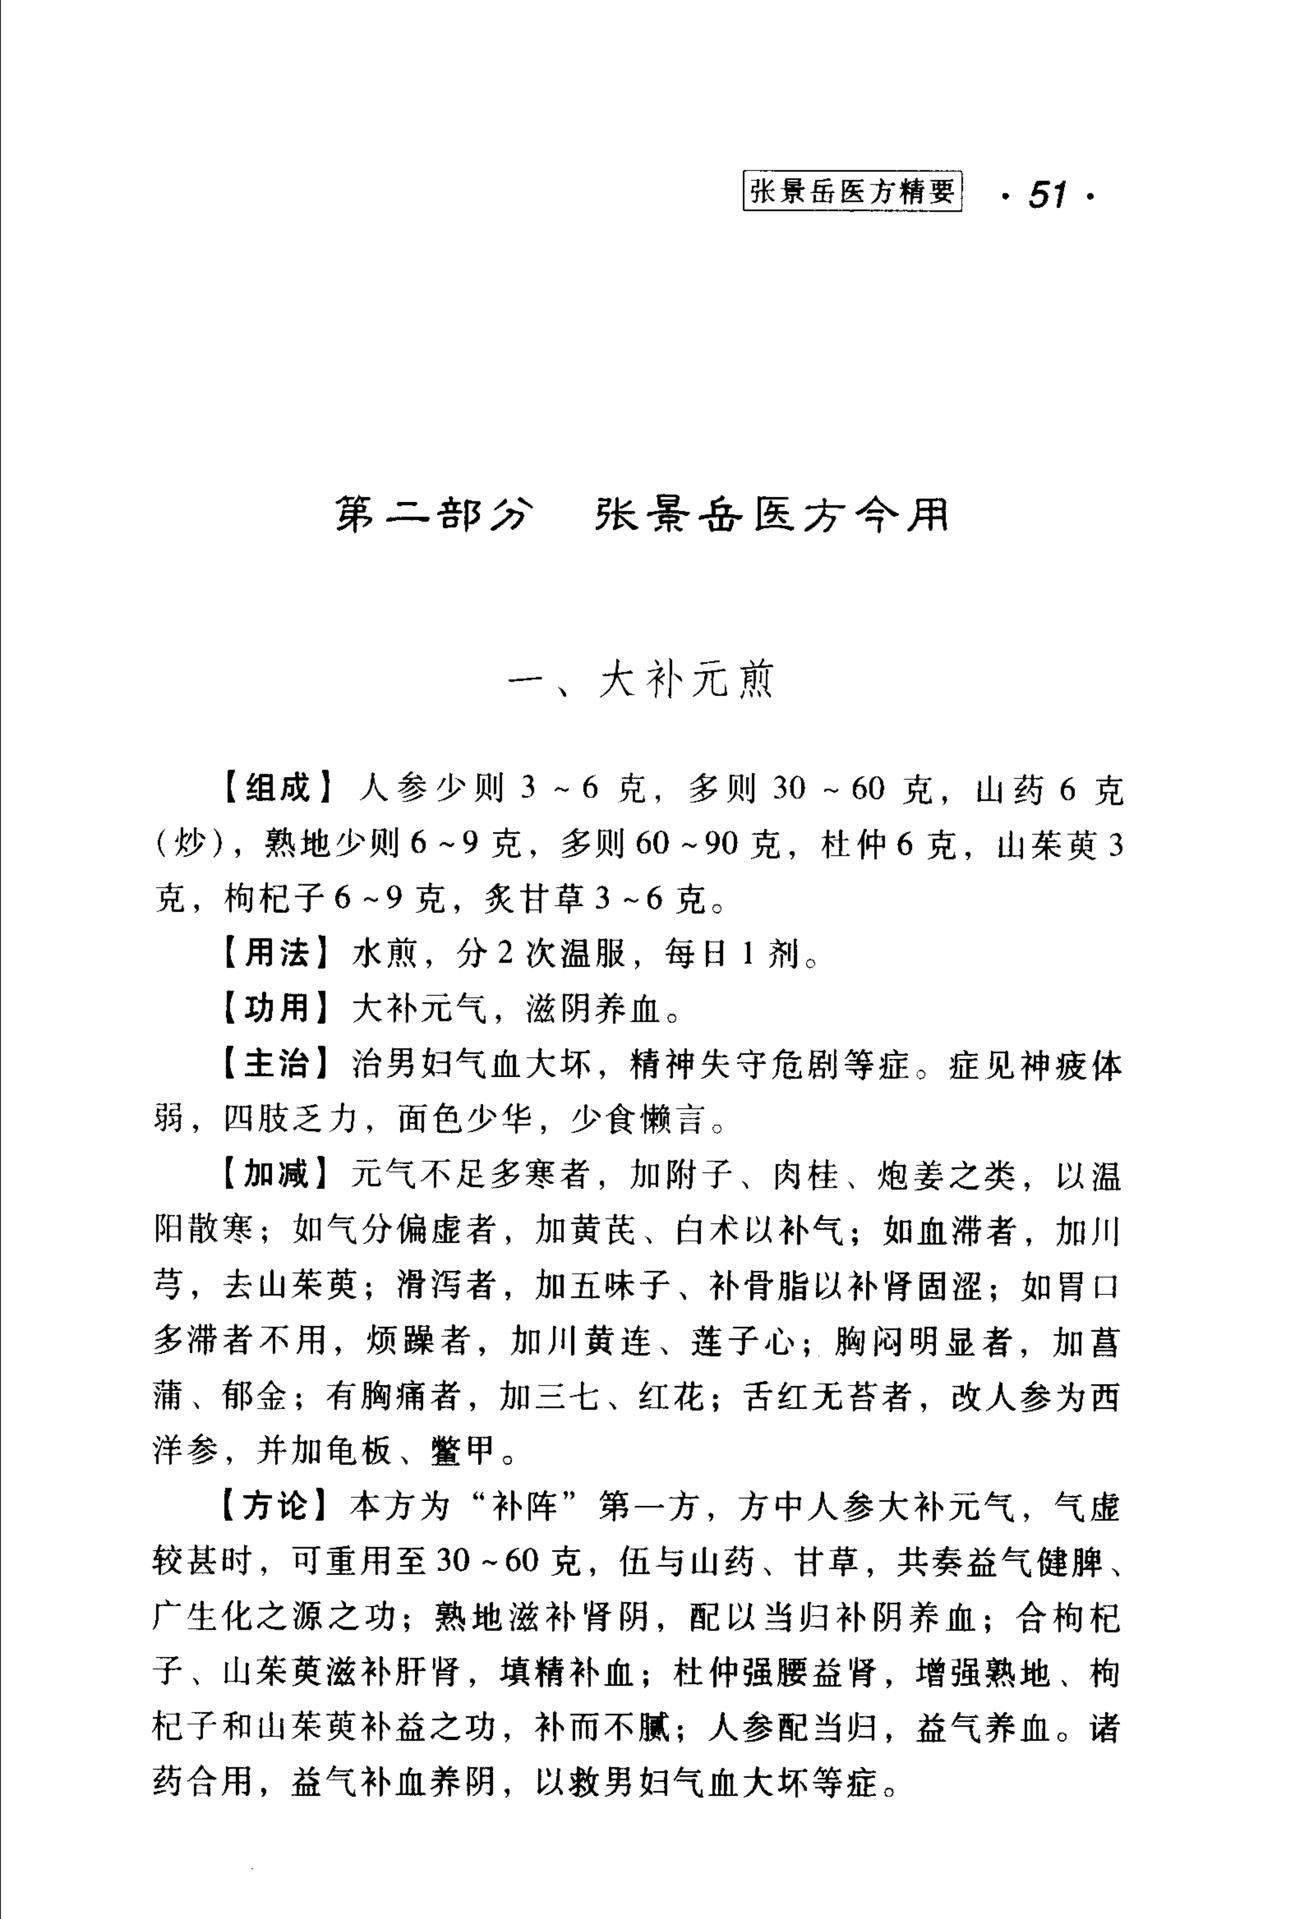 张景岳医方精要 ·51·
第二部分 张景岳医方今用
一、大补元煎
【组成】人参少则 3 ~ 6 克，多则 30 ~ 60 克，山药 6 克
（炒），熟地少则 6 ~ 9 克，多则 60 ~ 90 克，杜仲 6 克，山茱萸 3
克，枸杞子 6 ~ 9 克，炙甘草 3 ~ 6 克。
【用法】水煎，分 2 次温服，每日 1 剂。
【功用】大补元气，滋阴养血。
【主治】治男妇气血大坏，精神失守危剧等症。症见神疲体
弱，四肢乏力，面色少华，少食懒言。
【加减】元气不足多寒者，加附子、肉桂、炮姜之类，以温
阳散寒；如气分偏虚者，加黄芪、白术以补气；如血滞者，加川
芎，去山茱萸；滑泻者，加五味子、补骨脂以补肾固涩；如胃口
多滞者不用，烦躁者，加川黄连、莲子心；胸闷明显者，加菖
蒲、郁金；有胸痛者，加三七、红花；舌红无苔者，改人参为西
洋参，并加龟板、鳖甲。
【方论】本方为“补阵”第一方，方中人参大补元气，气虚
较甚时，可重用至 30 ~ 60 克，伍与山药、甘草，共奏益气健脾、
广生化之源之功；熟地滋补肾阴，配以当归补阴养血；合枸杞
子、山茱萸滋补肝肾，填精补血；杜仲强腰益肾，增强熟地、枸
杞子和山茱萸补益之功，补而不腻；人参配当归，益气养血。诸
药合用，益气补血养阴，以救男妇气血大坏等症。